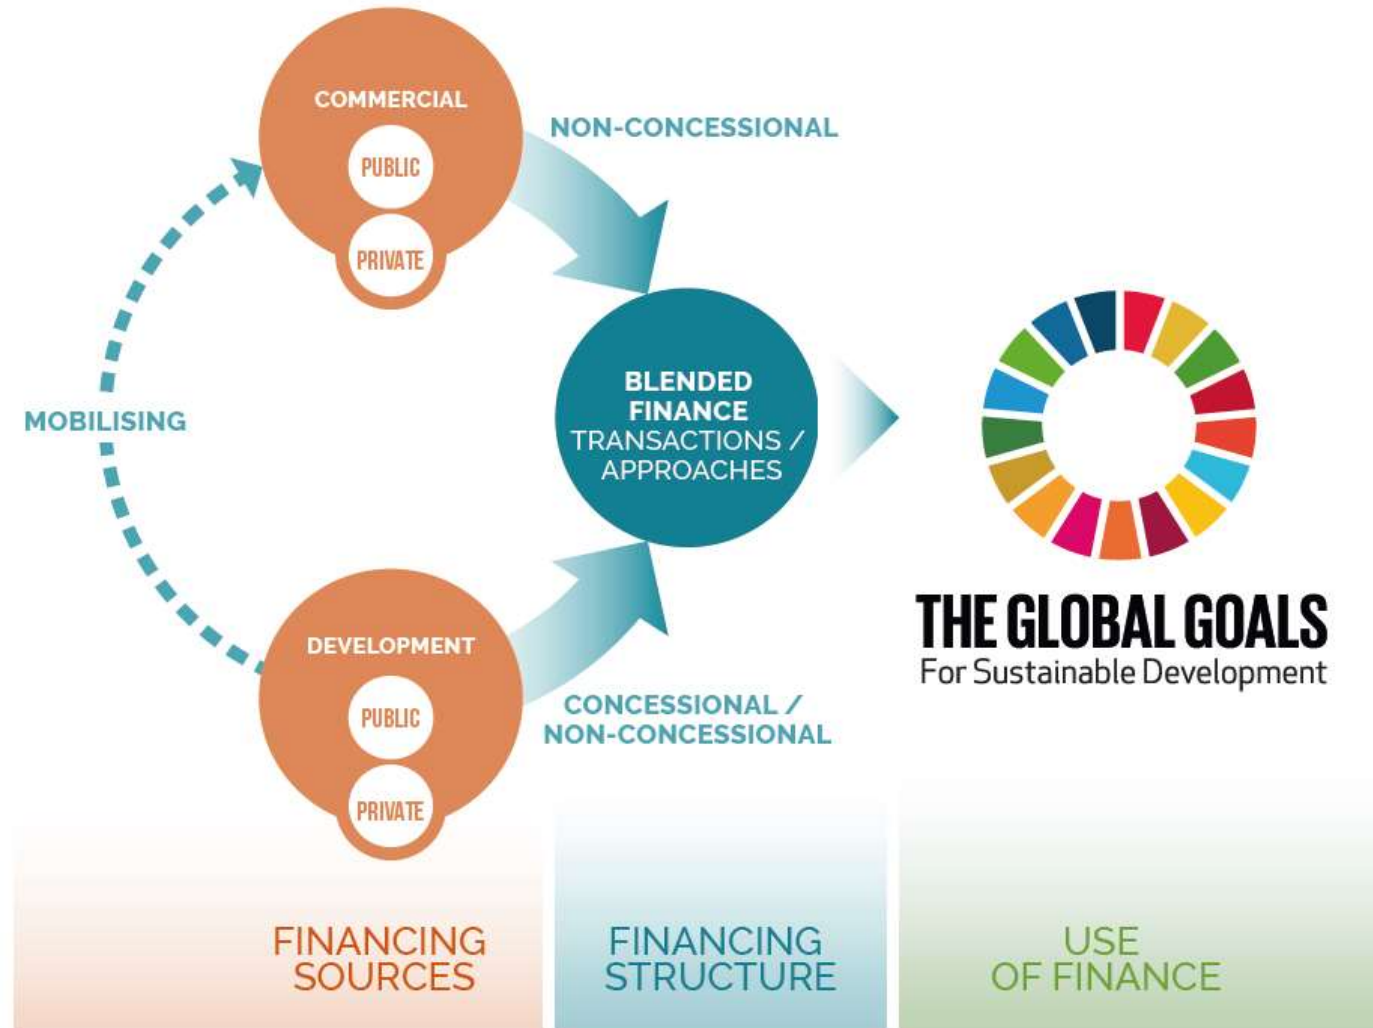 COMMERCIAL
PUBLIC
PRIVATE
NON-CONCESSIONAL
MOBILISING
BLENDED
FINANCE
TRANSACTIONS /
APPROACHES
DEVELOPMENT
PUBLIC
PRIVATE
CONCESSIONAL /
NON-CONCESSIONAL
THE GLOBAL GOALS
For Sustainable Development
FINANCING
SOURCES
FINANCING
STRUCTURE
USE
OF FINANCE